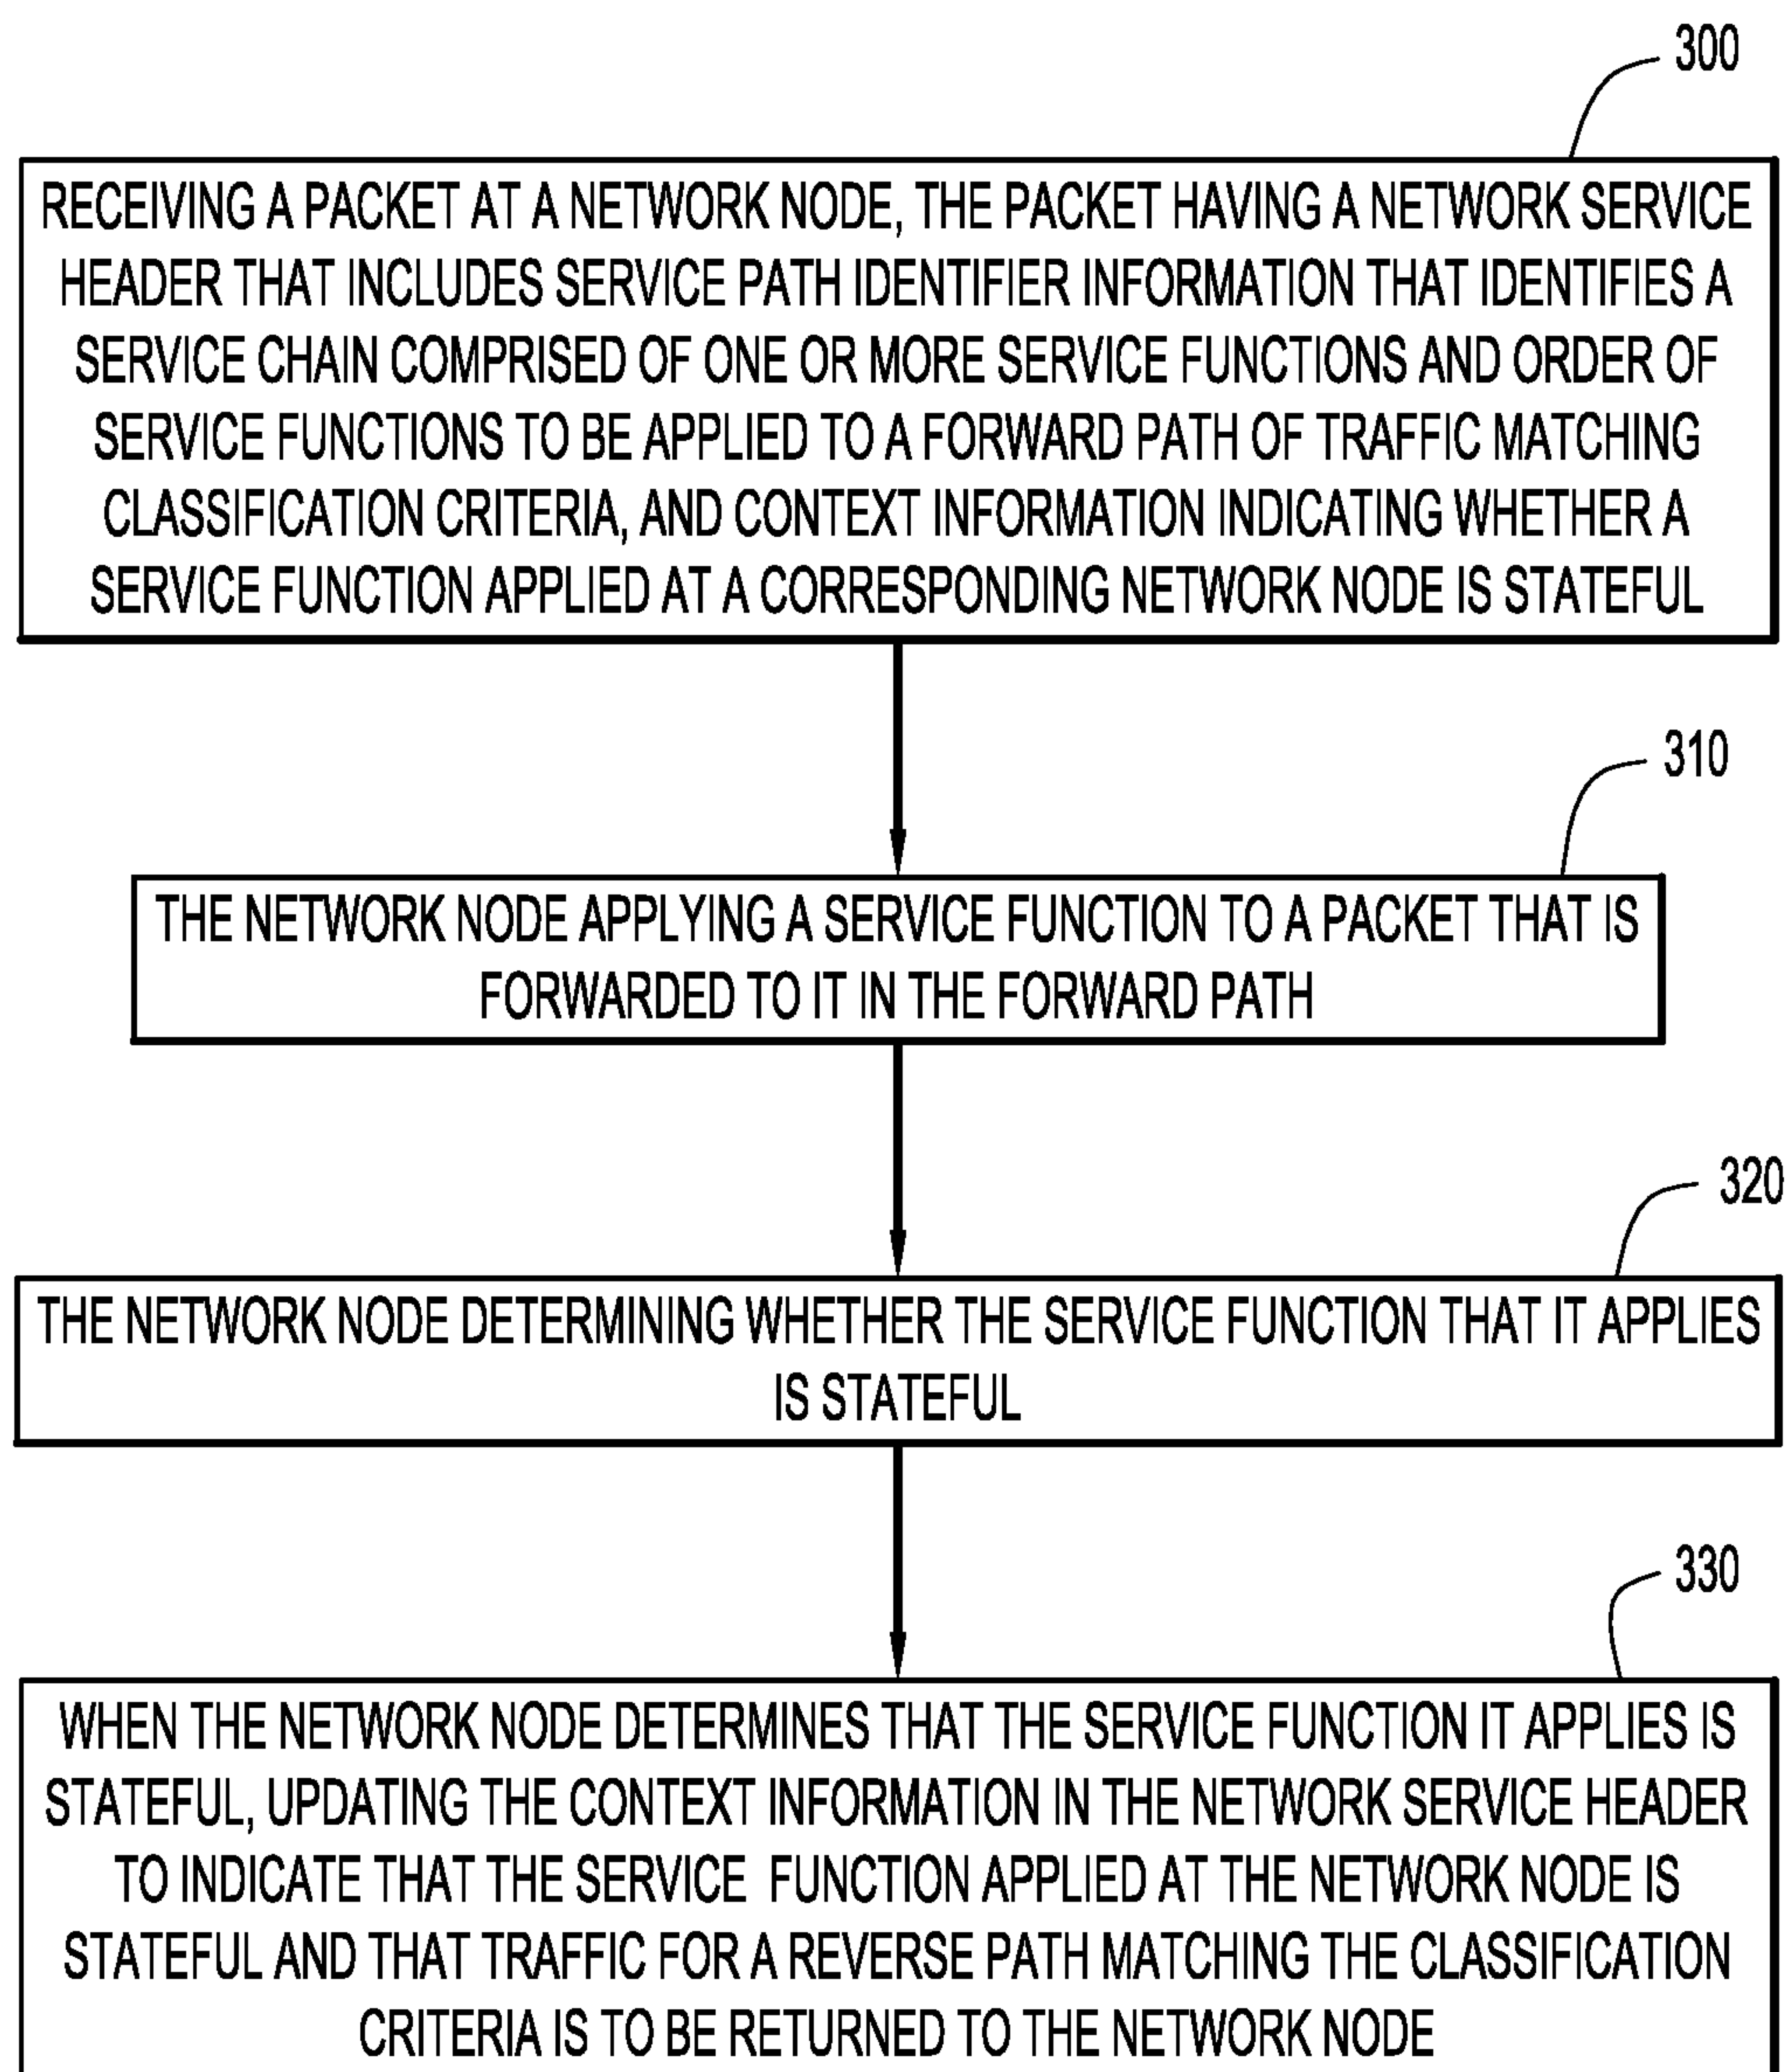 300
RECEIVING A PACKET AT A NETWORK NODE, THE PACKET HAVING A NETWORK SERVICE
HEADER THAT INCLUDES SERVICE PATH IDENTIFIER INFORMATION THAT IDENTIFIES A
SERVICE CHAIN COMPRISED OF ONE OR MORE SERVICE FUNCTIONS AND ORDER OF
SERVICE FUNCTIONS TO BE APPLIED TO A FORWARD PATH OF TRAFFIC MATCHING
CLASSIFICATION CRITERIA, AND CONTEXT INFORMATION INDICATING WHETHER A
SERVICE FUNCTION APPLIED AT A CORRESPONDING NETWORK NODE IS STATEFUL
310
THE NETWORK NODE APPLYING A SERVICE FUNCTION TO A PACKET THAT IS
FORWARDED TO IT IN THE FORWARD PATH
320
THE NETWORK NODE DETERMINING WHETHER THE SERVICE FUNCTION THAT IT APPLIES
IS STATEFUL
330
WHEN THE NETWORK NODE DETERMINES THAT THE SERVICE FUNCTION IT APPLIES IS
STATEFUL, UPDATING THE CONTEXT INFORMATION IN THE NETWORK SERVICE HEADER
TO INDICATE THAT THE SERVICE FUNCTION APPLIED AT THE NETWORK NODE IS
STATEFUL AND THAT TRAFFIC FOR A REVERSE PATH MATCHING THE CLASSIFICATION
CRITERIA IS TO BE RETURNED TO THE NETWORK NODE